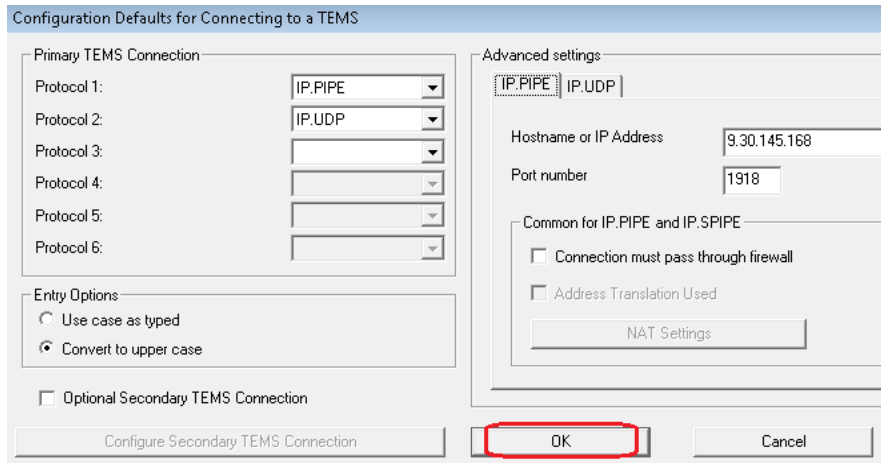 Configuration Defaults for Connecting to a TEMS
Primary TEMS Connection
Protocol 1:
IP.PIPE
Protocol 2:
IP.UDP
Protocol 3:
Protocol 4:
Protocol 5:
Protocol 6:
Entry Options
Use case as typed
Convert to upper case
Optional Secondary TEMS Connection
Configure Secondary TEMS Connection
Advanced settings
IP.PIPE
IP.UDP
Hostname or IP Address
9.30.145.168
Port number
1918
Common for IP.PIPE and IP.SPIPE
Connection must pass through firewall
Address Translation Used
NAT Settings
OK
Cancel